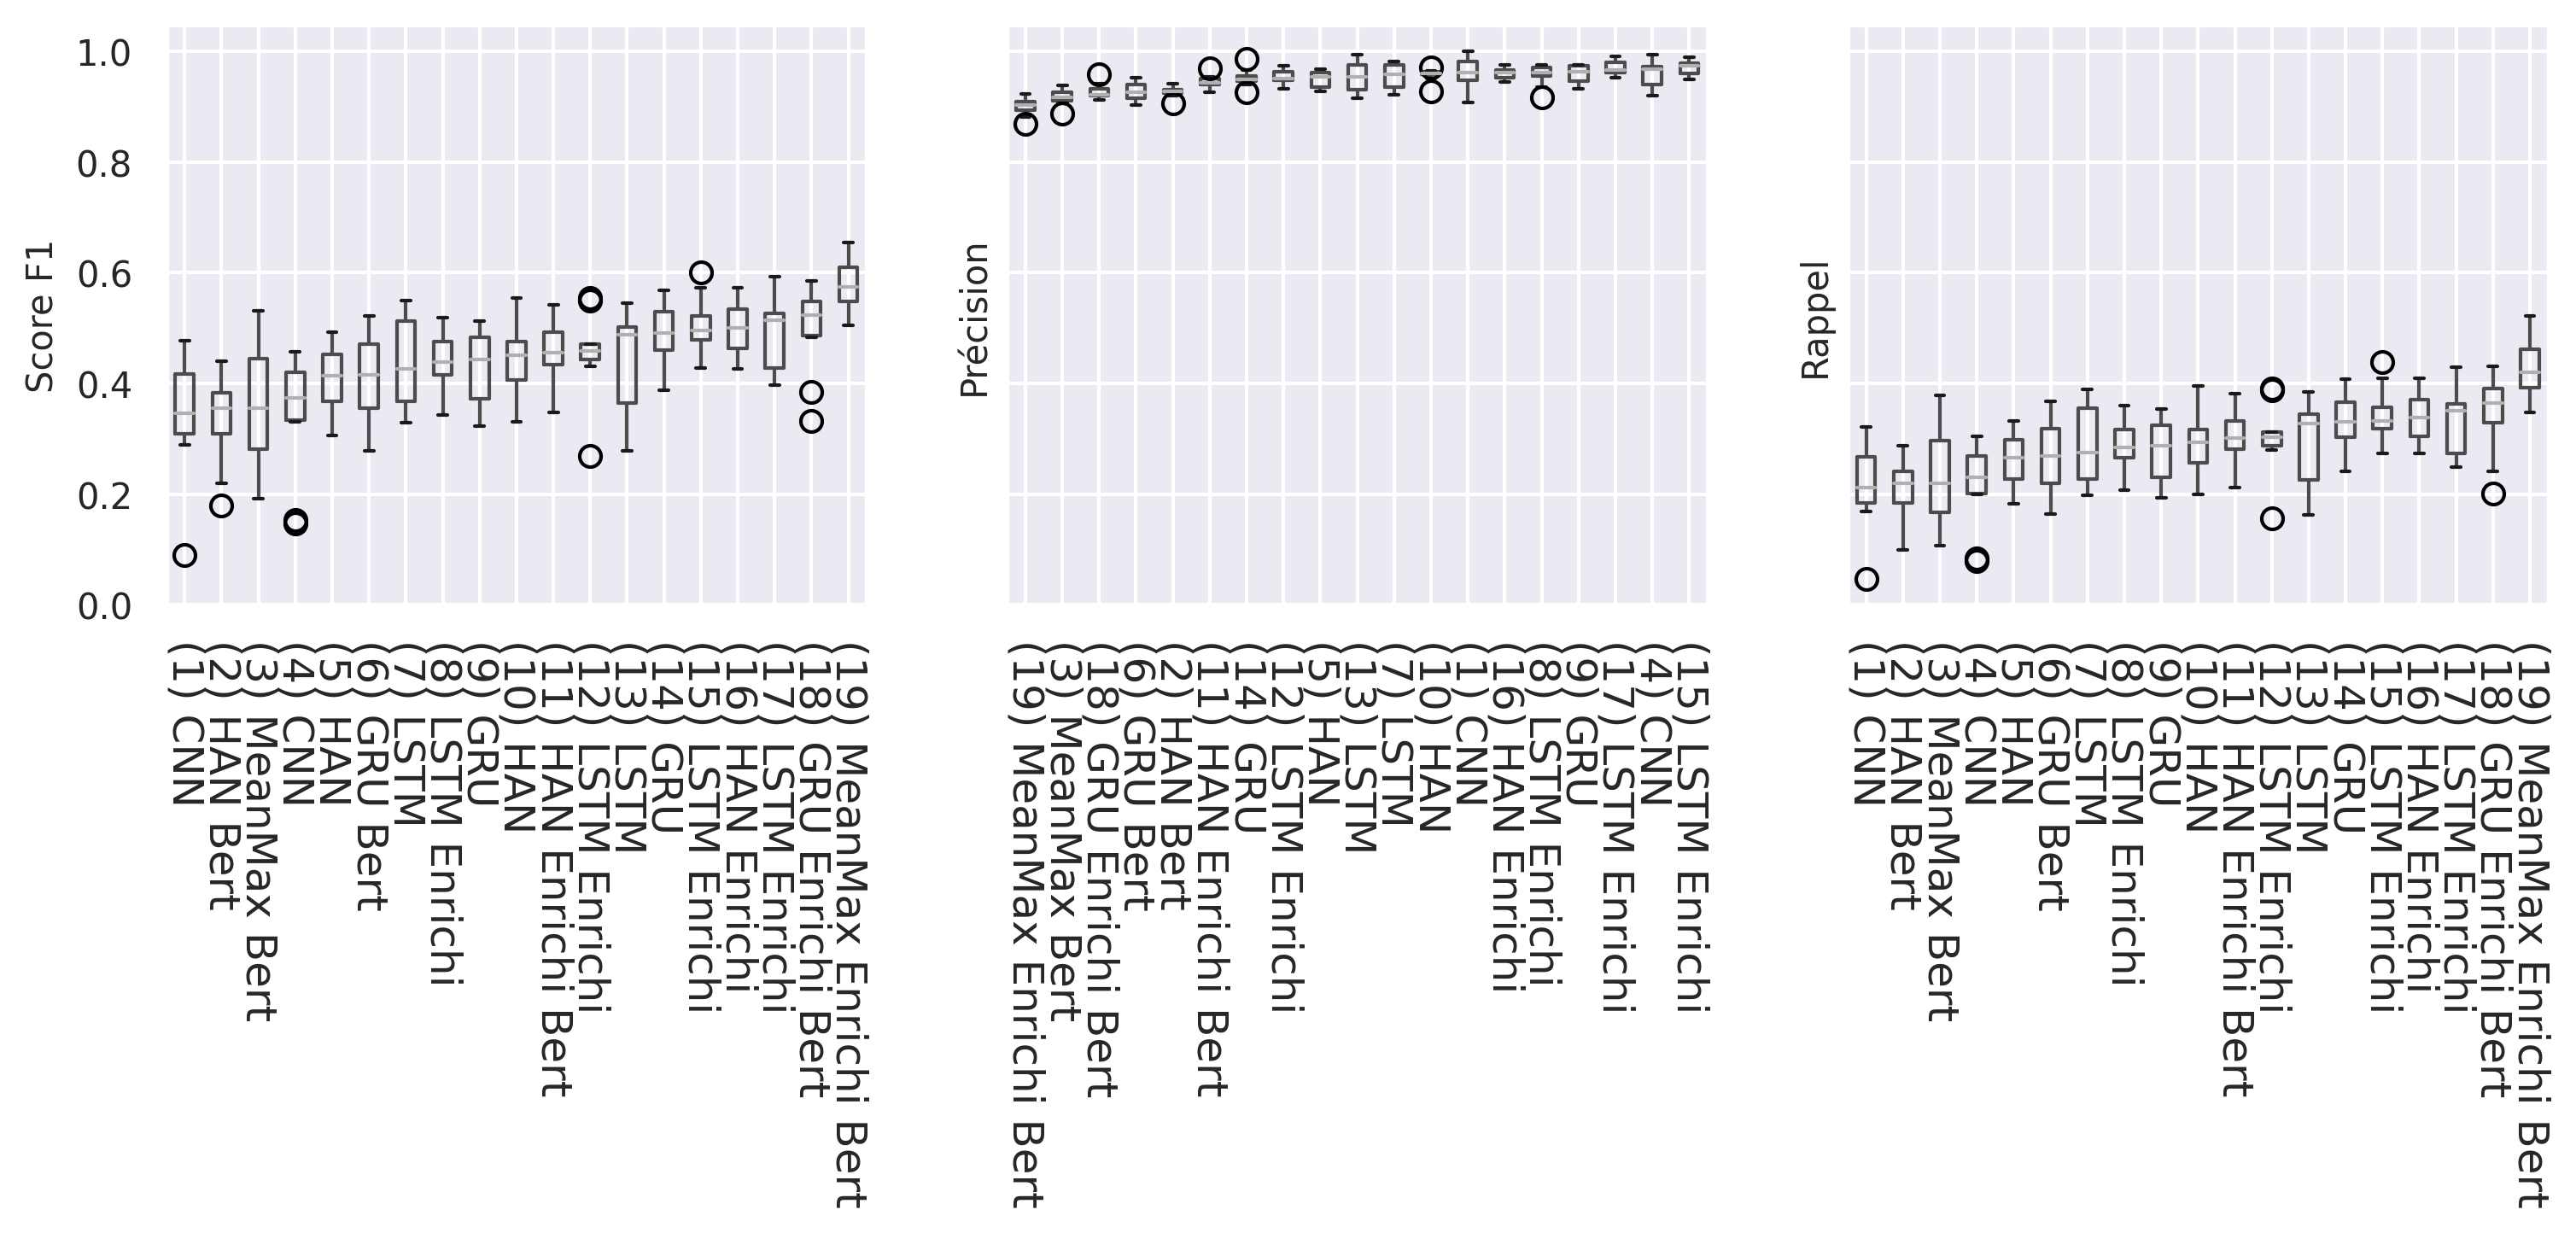 Score F1
1.0
0.8
0.6
0.4
0.2
0.0
(1) CNN
(2) HAN Bert
(3) MeanMax Bert
(4) CNN
(5) HAN
(6) GRU Bert
(7) LSTM
(8) LSTM Enrichi
(9) GRU
(10) HAN
(11) HAN Enrichi Bert
(12) LSTM Enrichi
(13) LSTM
(14) GRU
(15) LSTM Enrichi
(16) HAN Enrichi
(17) LSTM Enrichi
(18) GRU Enrichi Bert
(19) MeanMax Enrichi Bert
Précision
(19) MeanMax Enrichi Bert
(3) MeanMax Bert
(18) GRU Enrichi Bert
(6) GRU Bert
(2) HAN Bert
(11) HAN Enrichi Bert
(14) GRU
(12) LSTM Enrichi
(5) HAN
(13) LSTM
(7) LSTM
(10) HAN
(1) CNN
(16) HAN Enrichi
(8) LSTM Enrichi
(9) GRU
(17) LSTM Enrichi
(4) CNN
(15) LSTM Enrichi
Rappel
(1) CNN
(2) HAN Bert
(3) MeanMax Bert
(4) CNN
(5) HAN
(6) GRU Bert
(7) LSTM
(8) LSTM Enrichi
(9) GRU
(10) HAN
(11) HAN Enrichi Bert
(12) LSTM Enrichi
(13) LSTM
(14) GRU
(15) LSTM Enrichi
(16) HAN Enrichi
(17) LSTM Enrichi
(18) GRU Enrichi Bert
(19) MeanMax Enrichi Bert